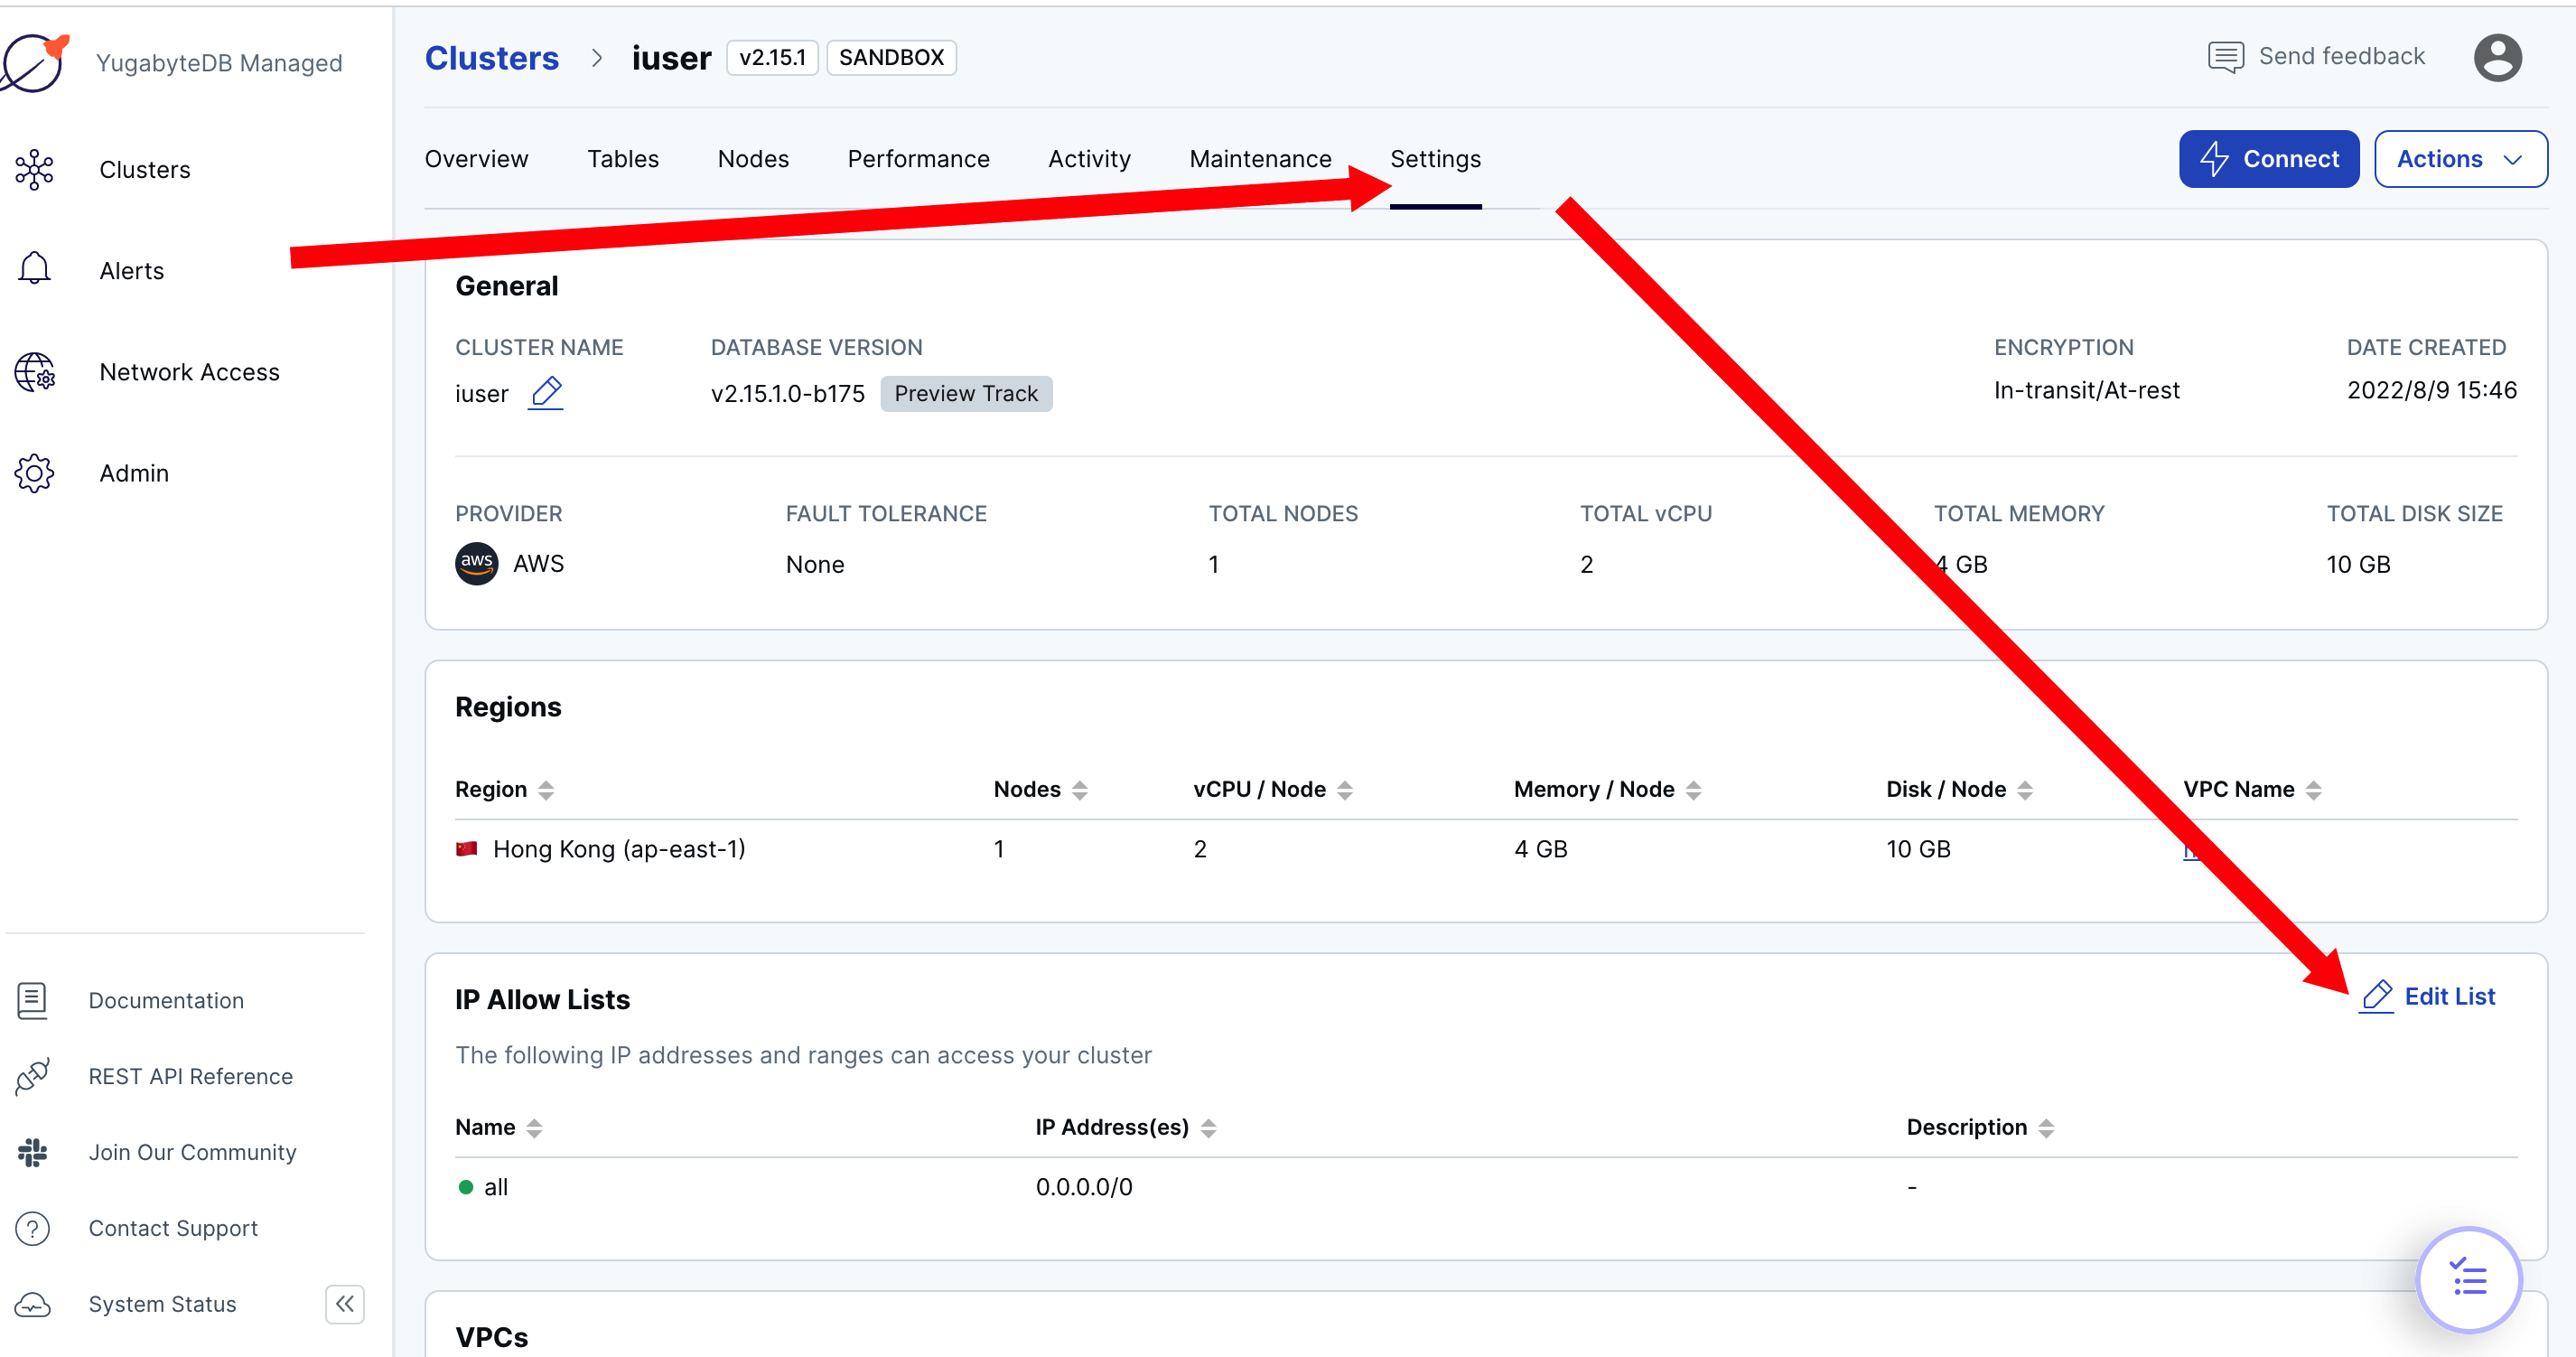 YugabyteDB Managed
Clusters
Alerts
Network Access
Admin
Documentation
REST API Reference
Join Our Community
Contact Support
System Status
Clusters > iuser v2.15.1 SANDBOX
Send feedback
Overview Tables Nodes Performance Activity Maintenance Settings
Connect Actions
General
CLUSTER NAME DATABASE VERSION ENCRYPTION DATE CREATED
iuser v2.15.1.0-b175 Preview Track In-transit/At-rest 2022/8/9 15:46
PROVIDER FAULT TOLERANCE TOTAL NODES TOTAL vCPU TOTAL MEMORY TOTAL DISK SIZE
aws AWS None 1 2 4 GB 10 GB
Regions
Region Nodes vCPU / Node Memory / Node Disk / Node VPC Name
Hong Kong (ap-east-1) 1 2 4 GB 10 GB
IP Allow Lists Edit List
The following IP addresses and ranges can access your cluster
Name IP Address(es) Description
all 0.0.0.0/0 -
VPCs